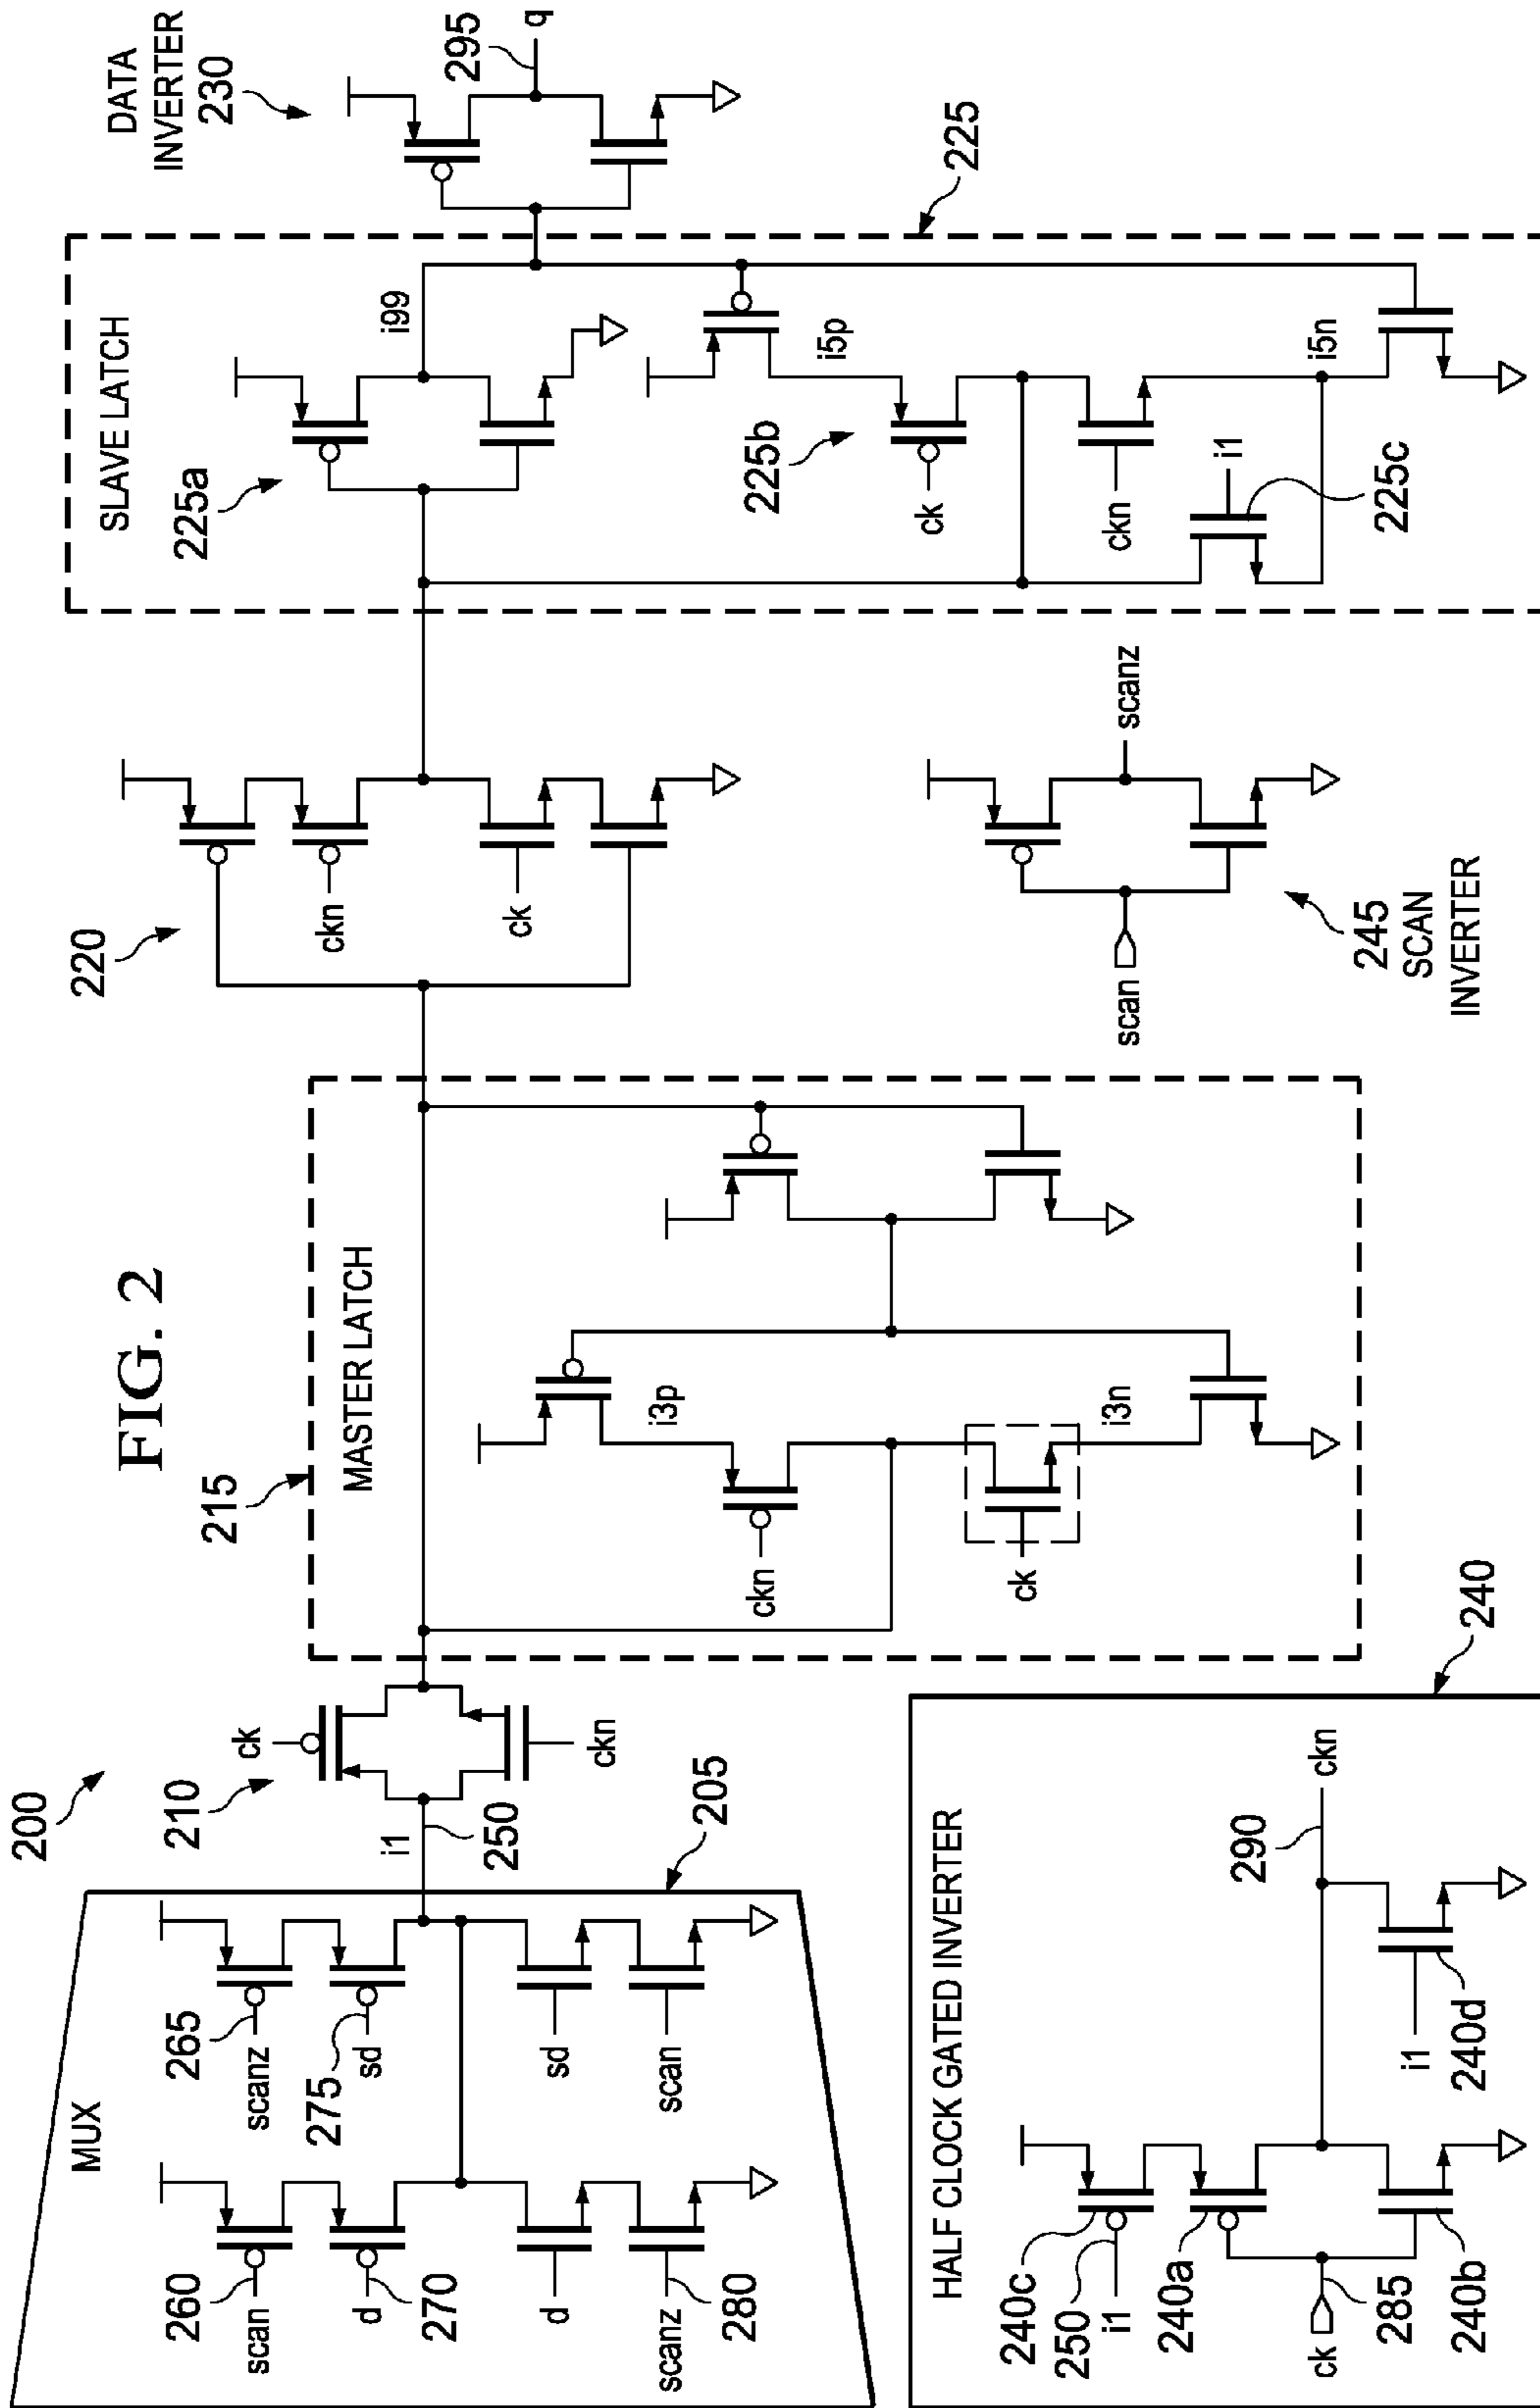 FIG. 2
200
MUX
205
260
scan
d
270
d
scanz
280
265
scanz
275
sd
sd
scan
i1
250
210
ck
ckn
215
MASTER LATCH
i3p
ckn
ck
i3n
220
ckn
ck
SLAVE LATCH
225
225a
i99
225b
i5p
ck
ckn
i5n
i1
225c
DATA
INVERTER
230
295
q
HALF CLOCK GATED INVERTER
240
240c
250
i1
240a
ck
285
240b
i1
240d
290
ckn
scan
scanz
245
SCAN
INVERTER